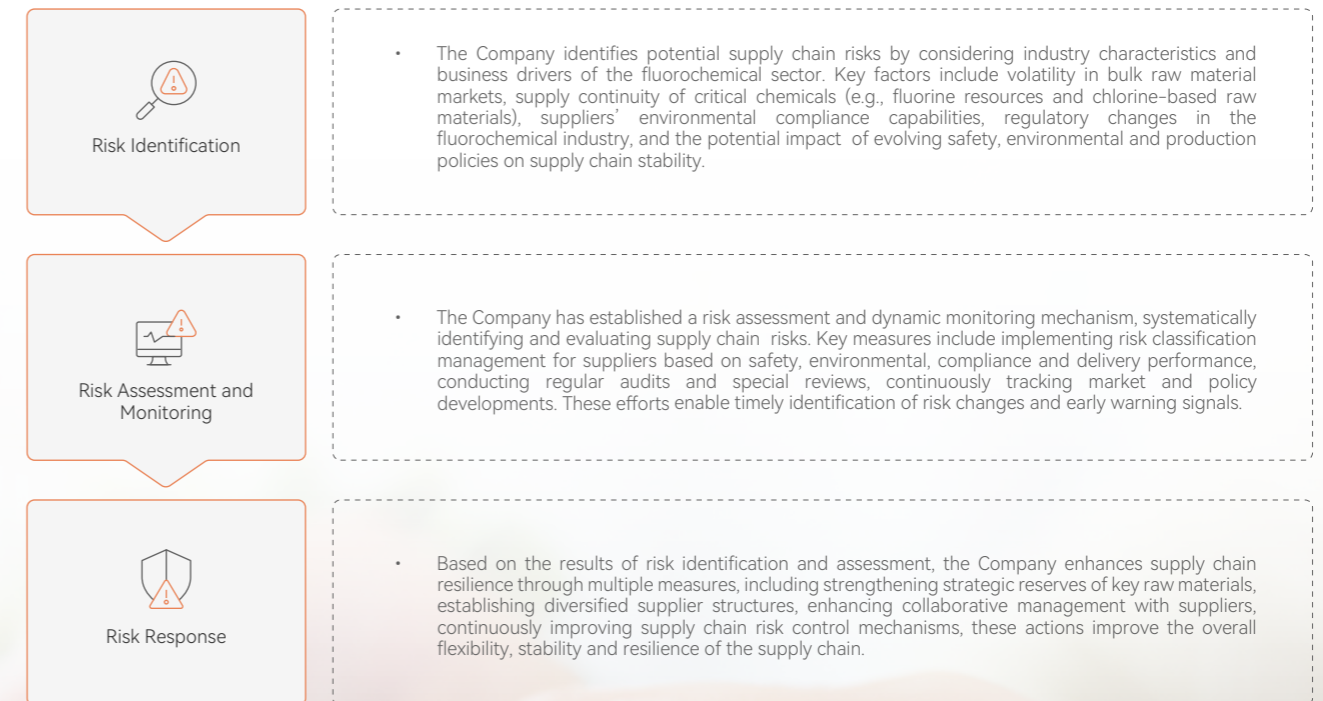 Risk Identification
• The Company identifies potential supply chain risks by considering industry characteristics and
business drivers of the fluorochemical sector. Key factors include volatility in bulk raw material
markets, supply continuity of critical chemicals (e.g., fluorine resources and chlorine-based raw
materials), suppliers’ environmental compliance capabilities, regulatory changes in the
fluorochemical industry, and the potential impact of evolving safety, environmental and production
policies on supply chain stability.
Risk Assessment and
Monitoring
• The Company has established a risk assessment and dynamic monitoring mechanism, systematically
identifying and evaluating supply chain risks. Key measures include implementing risk classification
management for suppliers based on safety, environmental, compliance and delivery performance,
conducting regular audits and special reviews, continuously tracking market and policy
developments. These efforts enable timely identification of risk changes and early warning signals.
Risk Response
• Based on the results of risk identification and assessment, the Company enhances supply chain
resilience through multiple measures, including strengthening strategic reserves of key raw materials,
establishing diversified supplier structures, enhancing collaborative management with suppliers,
continuously improving supply chain risk control mechanisms, these actions improve the overall
flexibility, stability and resilience of the supply chain.